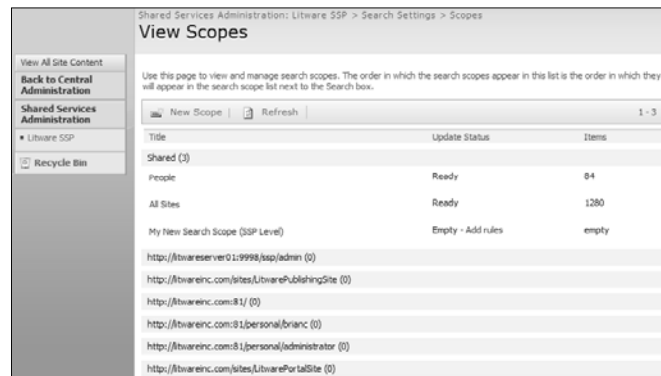 Shared Services Administration: Litware SSP > Search Settings > Scopes
View Scopes
View All Site Content
Back to Central
Administration
Shared Services
Administration
Litware SSP
Recycle Bin
Use this page to view and manage search scopes. The order in which the search scopes appear in this list is the order in which they
will appear in the search scope list next to the Search box.
New Scope | Refresh | 1 - 3
Title Update Status Items
Shared (3)
People Ready 84
All Sites Ready 1280
My New Search Scope (SSP Level) Empty - Add rules empty
http://litwareserver01:9998/ssp/admin (0)
http://litwareinc.com/sites/LitwarePublishingSite (0)
http://litwareinc.com:81/ (0)
http://litwareinc.com:81/personal/brianc (0)
http://litwareinc.com:81/personal/administrator (0)
http://litwareinc.com/sites/LitwarePortalSite (0)